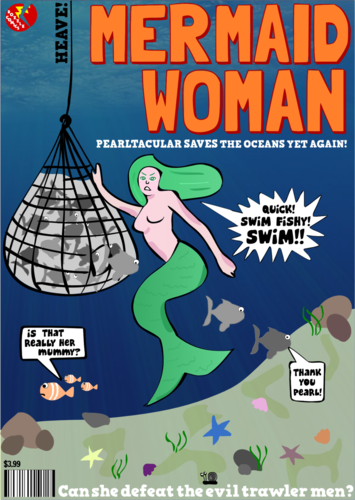 HEAVE!
MERMAID
WOMAN
PEARLTACULAR SAVES THE OCEANS YET AGAIN!
QUICK!
SWIM FISHY!
SWIM!!
IS THAT
REALLY HER
MUMMY?
THANK
YOU
PEARL!
$3.99
Can she defeat the evil trawler men?